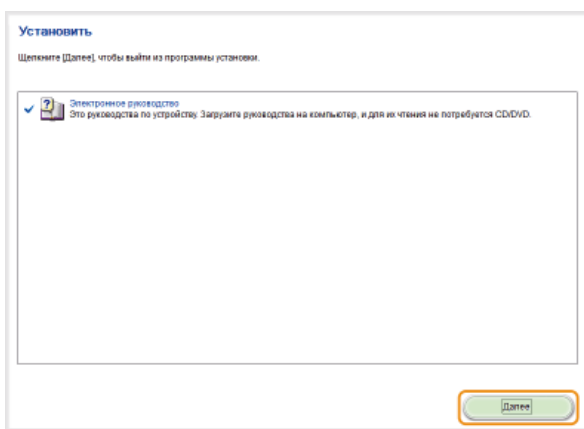 Установить
Щелкните [Далее], чтобы выйти из программы установки.
Электронное руководство
Это руководства по устройству. Загрузите руководства на компьютер, и для их чтения не потребуется CD/DVD.
Далее